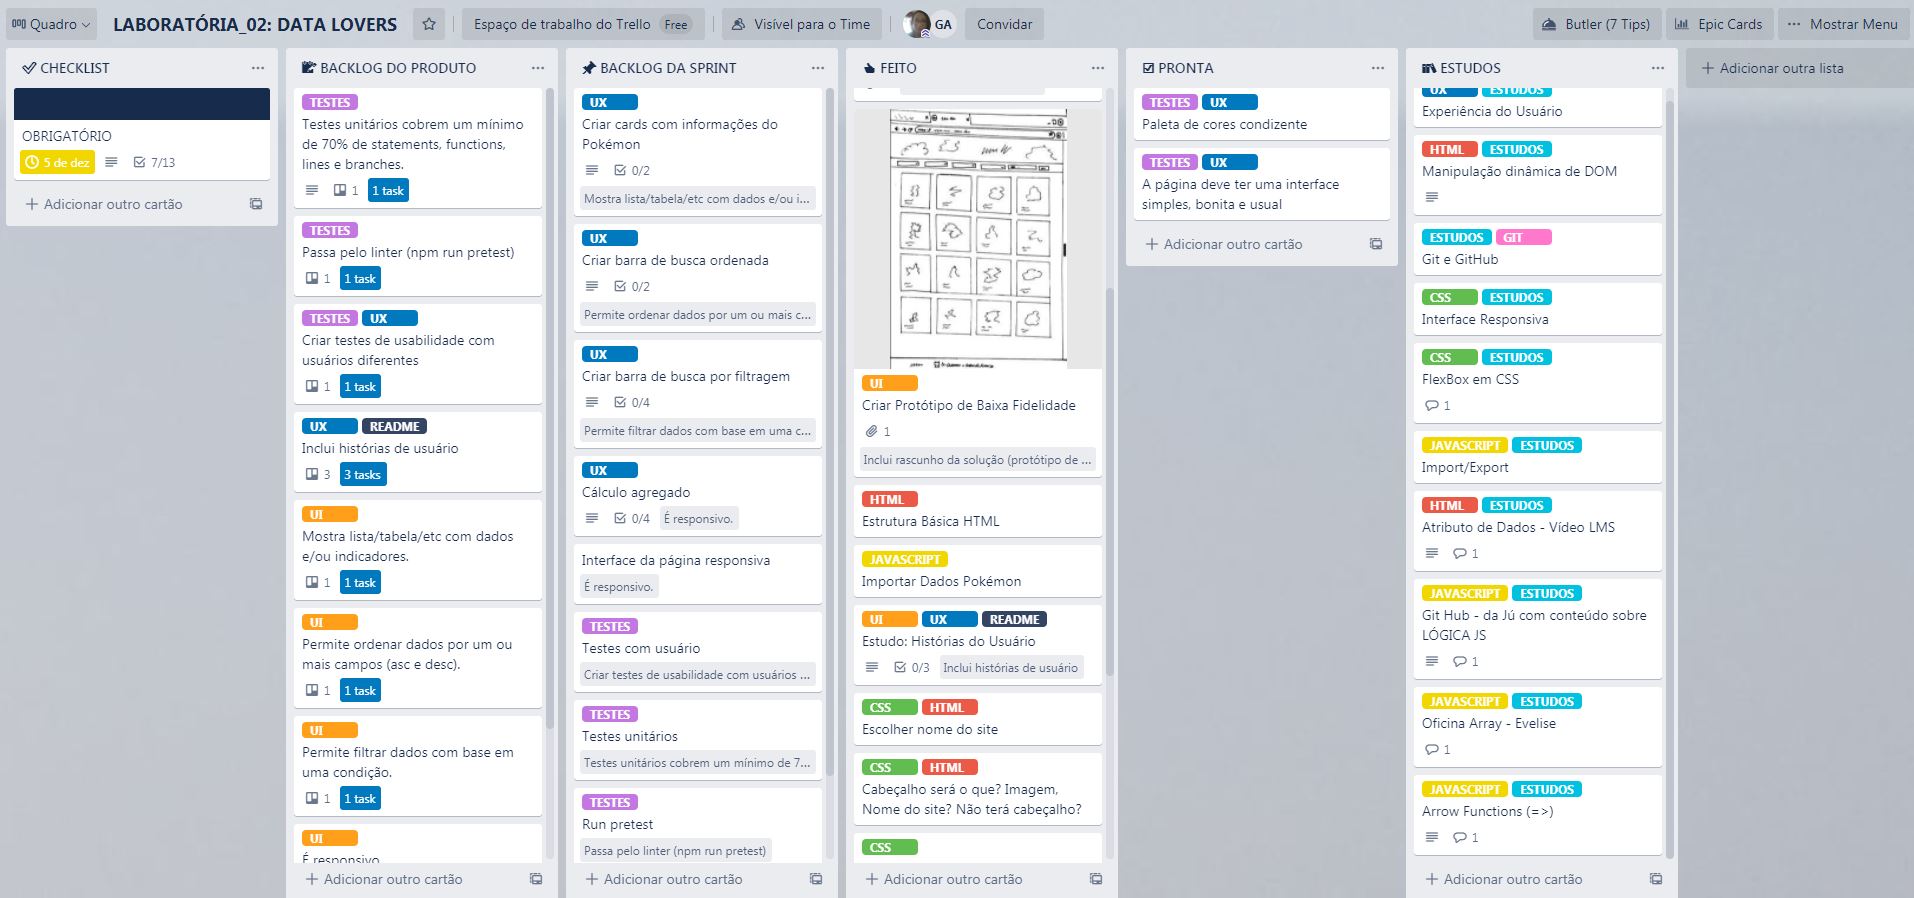 Quadro
LABORATÓRIA_02: DATA LOVERS
Espaço de trabalho do Trello Free
Visível para o Time
GA
Convidar
Butler (7 Tips)
Epic Cards
Mostrar Menu
CHECKLIST
OBRIGATÓRIO
5 de dez 7/13
Adicionar outro cartão
BACKLOG DO PRODUTO
TESTES
Testes unitários cobrem um mínimo
de 70% de statements, functions,
lines e branches.
1 1 task
TESTES
Passa pelo linter (npm run pretest)
1 1 task
TESTES UX
Criar testes de usabilidade com
usuários diferentes
1 1 task
UX README
Inclui histórias de usuário
3 3 tasks
UI
Mostra lista/tabela/etc com dados
e/ou indicadores.
1 1 task
UI
Permite ordenar dados por um ou
mais campos (asc e desc).
1 1 task
UI
Permite filtrar dados com base em
uma condição.
1 1 task
UI
É responsivo
Adicionar outro cartão
BACKLOG DA SPRINT
UX
Criar cards com informações do
Pokémon
0/2
Mostra lista/tabela/etc com dados e/ou i...
UX
Criar barra de busca ordenada
0/2
Permite ordenar dados por um ou mais c...
UX
Criar barra de busca por filtragem
0/4
Permite filtrar dados com base em uma c...
UX
Cálculo agregado
0/4 É responsivo.
Interface da página responsiva
É responsivo.
TESTES
Testes com usuário
Criar testes de usabilidade com usuários ...
TESTES
Testes unitários
Testes unitários cobrem um mínimo de 7...
TESTES
Run pretest
Passa pelo linter (npm run pretest)
Adicionar outro cartão
FEITO
UI
Criar Protótipo de Baixa Fidelidade
1
Inclui rascunho da solução (protótipo de ...
HTML
Estrutura Básica HTML
JAVASCRIPT
Importar Dados Pokémon
UI UX README
Estudo: Histórias do Usuário
0/3 Inclui histórias de usuário
CSS HTML
Escolher nome do site
CSS HTML
Cabeçalho será o que? Imagem,
Nome do site? Não terá cabeçalho?
CSS
Adicionar outro cartão
PRONTA
TESTES UX
Paleta de cores condizente
TESTES UX
A página deve ter uma interface
simples, bonita e usual
Adicionar outro cartão
ESTUDOS
UX ESTUDOS
Experiência do Usuário
HTML ESTUDOS
Manipulação dinâmica de DOM
ESTUDOS GIT
Git e GitHub
CSS ESTUDOS
Interface Responsiva
CSS ESTUDOS
FlexBox em CSS
1
JAVASCRIPT ESTUDOS
Import/Export
HTML ESTUDOS
Atributo de Dados - Vídeo LMS
1
JAVASCRIPT ESTUDOS
Git Hub - da Jú com conteúdo sobre
LÓGICA JS
1
JAVASCRIPT ESTUDOS
Oficina Array - Evelise
1
JAVASCRIPT ESTUDOS
Arrow Functions (=>)
1
Adicionar outro cartão
Adicionar outra lista